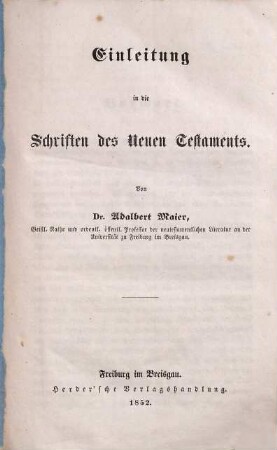 Einleitung
in die
Schriften des Neuen Testaments.
Von
Dr. Adalbert Maier,
Geistl. Rathe und ordentl. öffentl. Professor der neutestamentlichen Literatur an der
Universität zu Freiburg im Breisgau.
Freiburg im Breisgau.
Herder'sche Verlagshandlung.
1852.